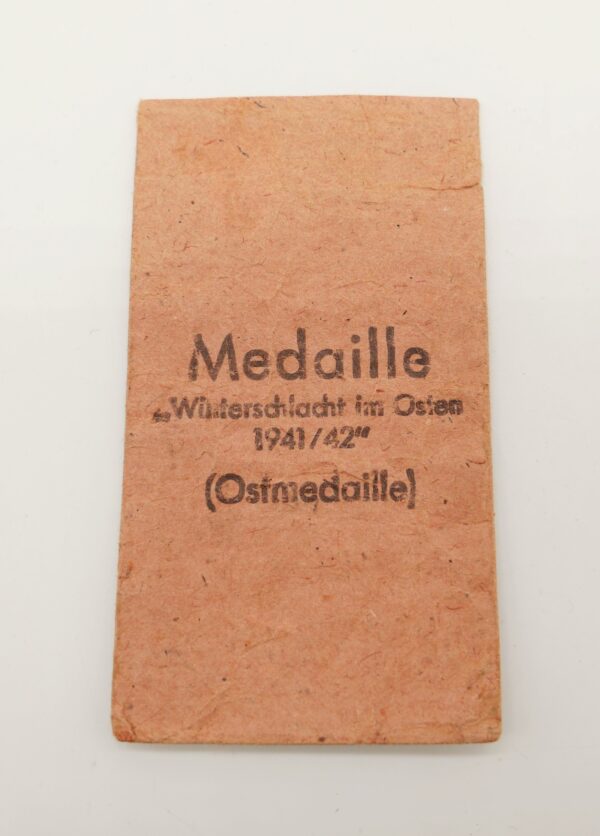 Medaille
„Winterschlacht im Osten
1941/42"
(Ostmedaille)